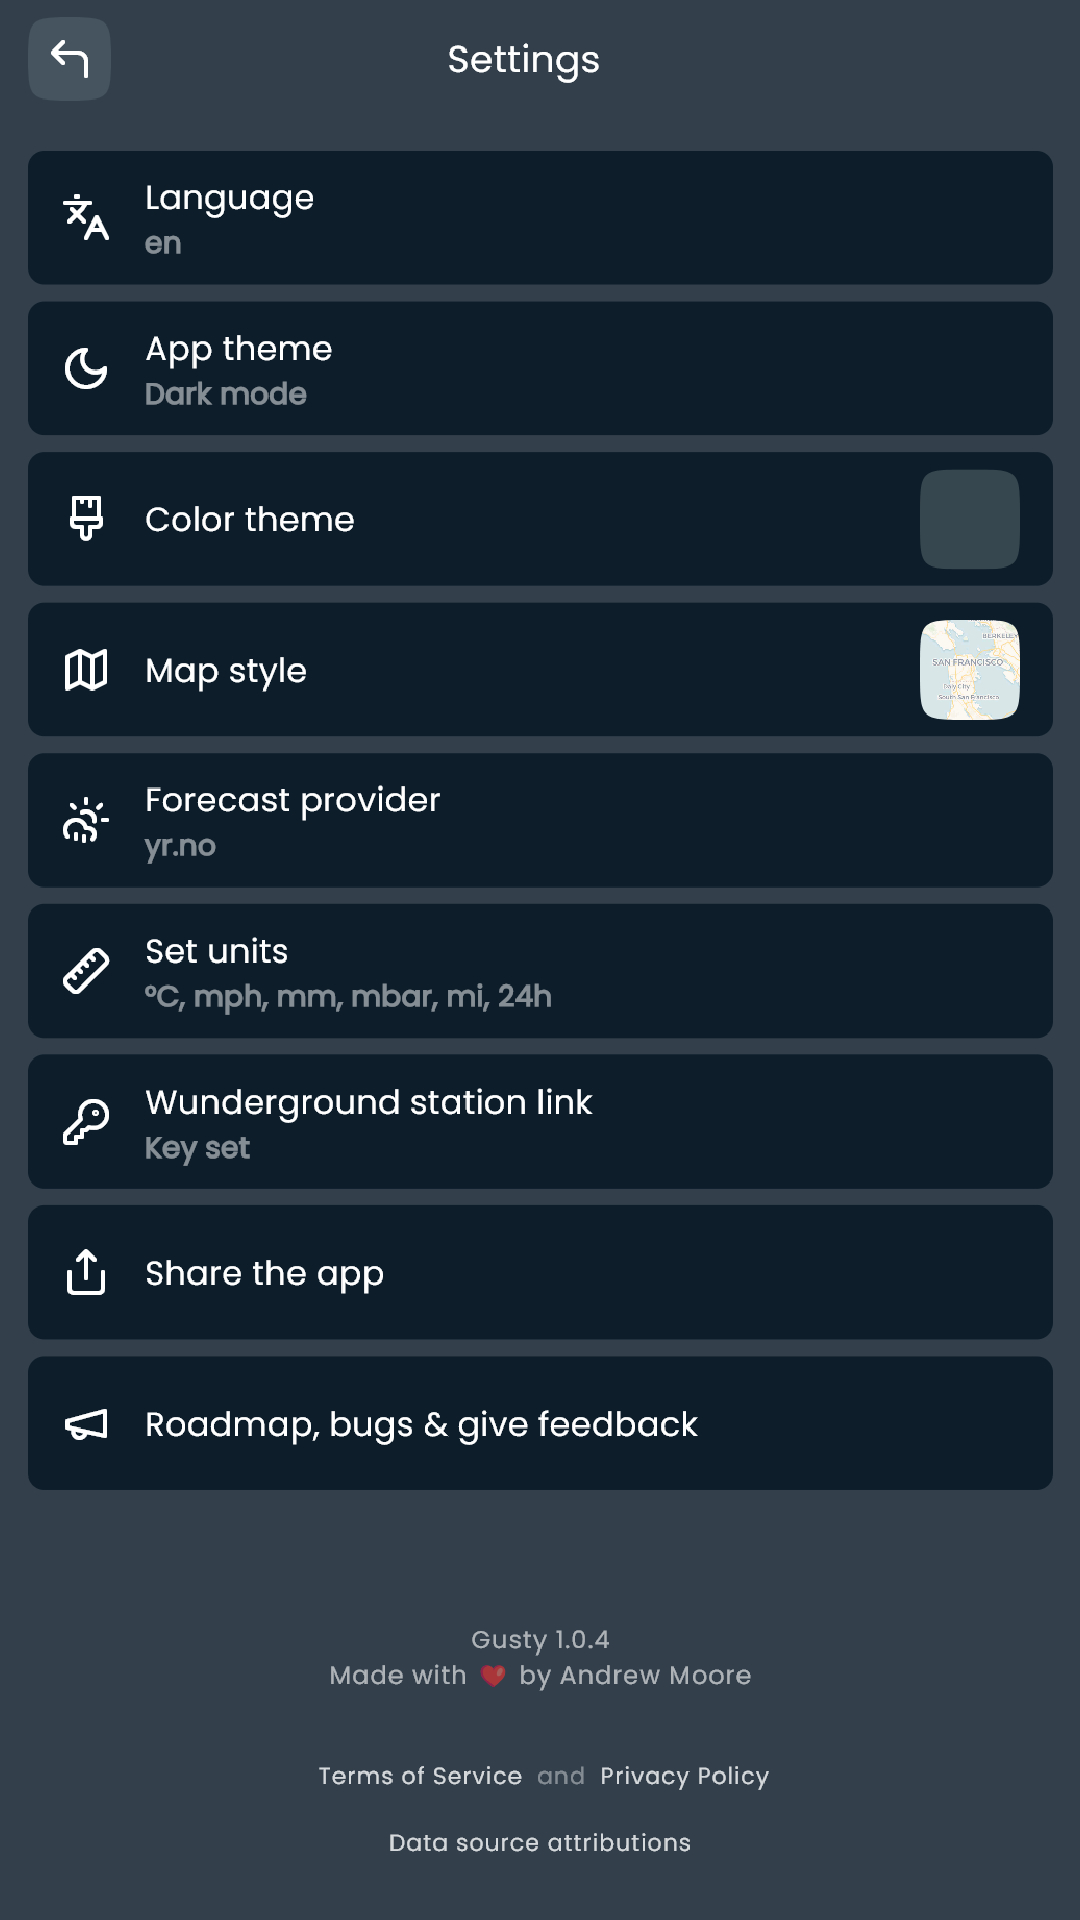 Settings
Language
en
App theme
Dark mode
Color theme
Map style
BERKELEY
SAN FRANCISCO
Daly City
South San Francisco
Forecast provider
yr.no
Set units
°C, mph, mm, mbar, mi, 24h
Wunderground station link
Key set
Share the app
Roadmap, bugs & give feedback
Gusty 1.0.4
Made with ❤️ by Andrew Moore
Terms of Service and Privacy Policy
Data source attributions